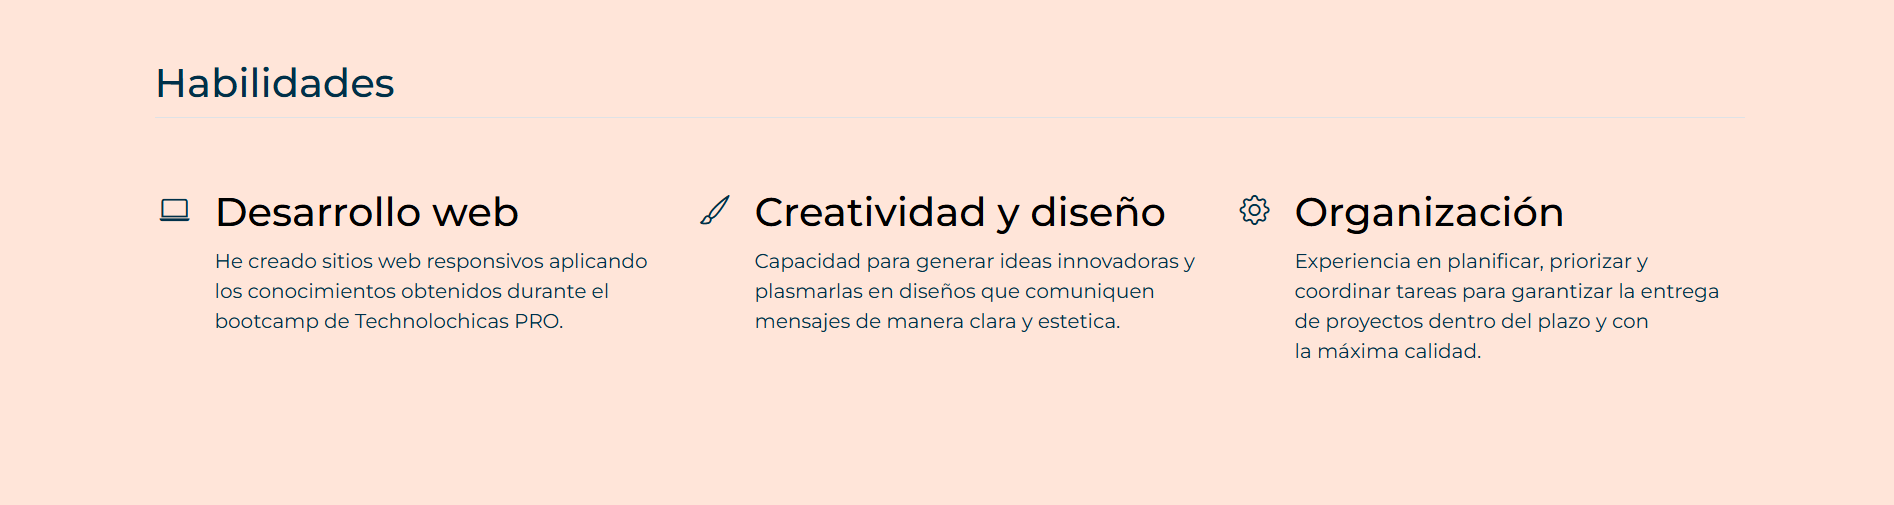 Habilidades
Desarrollo web
He creado sitios web responsivos aplicando
los conocimientos obtenidos durante el
bootcamp de Technolochicas PRO.
Creatividad y diseño
Capacidad para generar ideas innovadoras y
plasmarlas en diseños que comuniquen
mensajes de manera clara y estetica.
Organización
Experiencia en planificar, priorizar y
coordinar tareas para garantizar la entrega
de proyectos dentro del plazo y con
la máxima calidad.